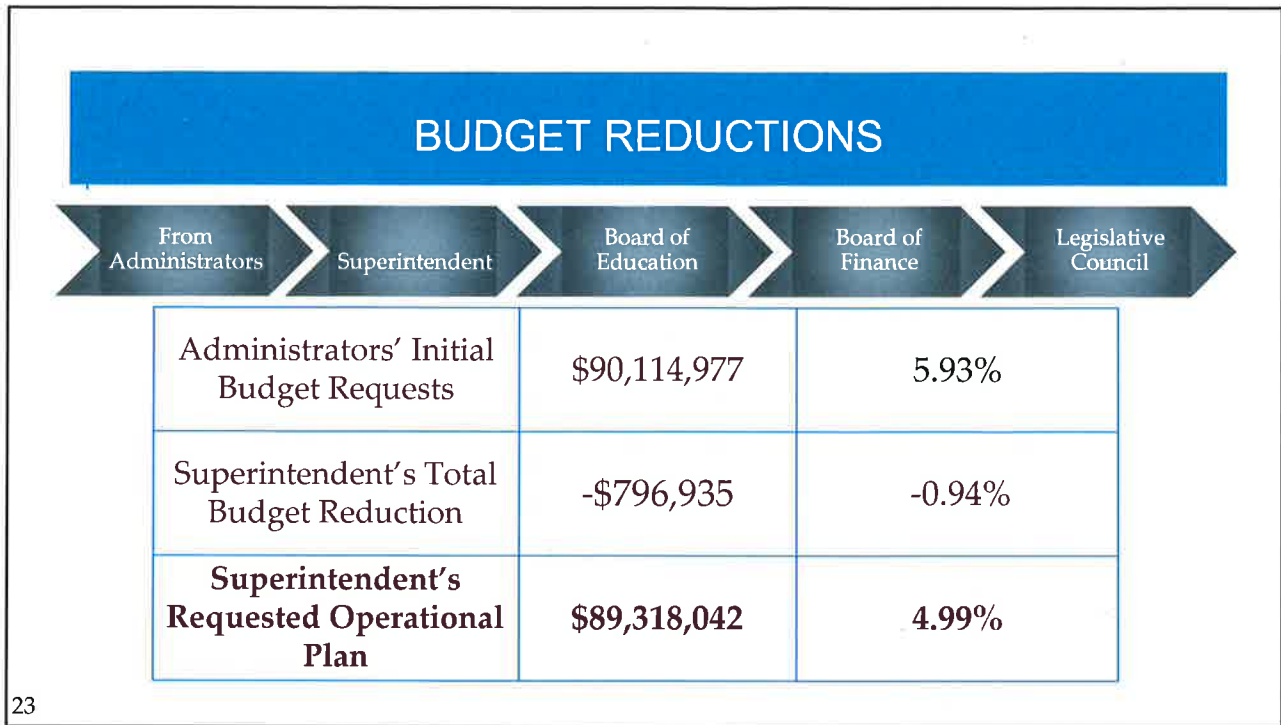 BUDGET REDUCTIONS
From
Administrators
Superintendent
Board of
Education
Board of
Finance
Legislative
Council
Administrators' Initial
Budget Requests
$90,114,977
5.93%
Superintendent's Total
Budget Reduction
-$796,935
-0.94%
Superintendent's
Requested Operational
Plan
$89,318,042
4.99%
23